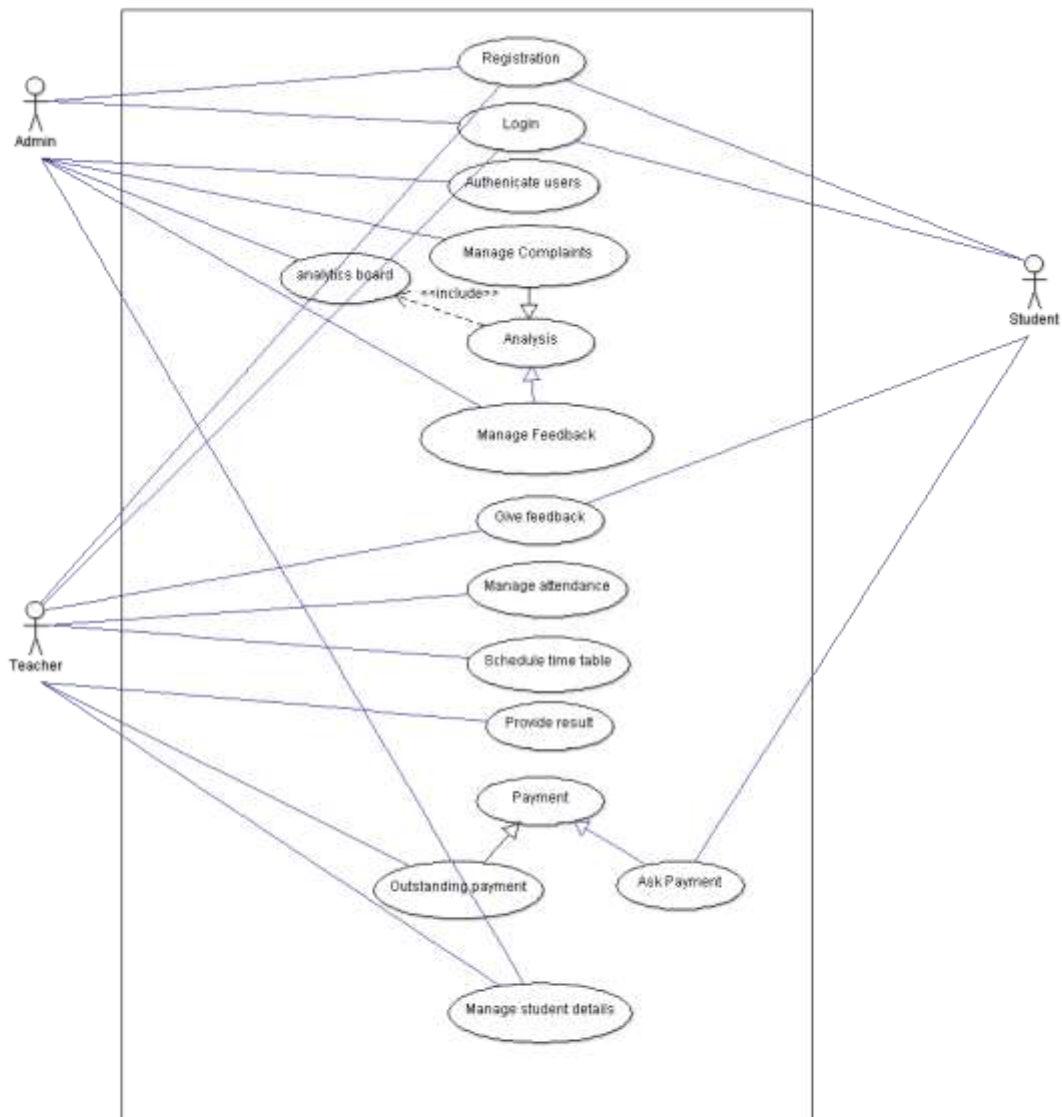 Registration
Admin
Login
Authenicate users
Manage Complaints
analytics board
<<include>>
Student
Analysis
Manage Feedback
Give feedback
Manage attendance
Teacher
Schedule time table
Provide result
Payment
Outstanding payment
Ask Payment
Manage student details